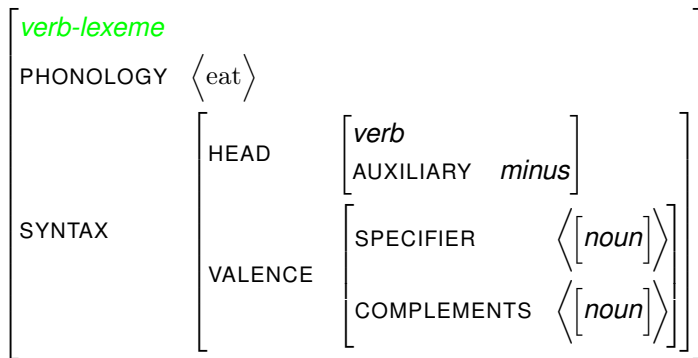 verb-lexeme
PHONOLOGY ⟨eat⟩
HEAD [verb
AUXILIARY minus]
SYNTAX
SPECIFIER ⟨[noun]⟩
VALENCE
COMPLEMENTS ⟨[noun]⟩